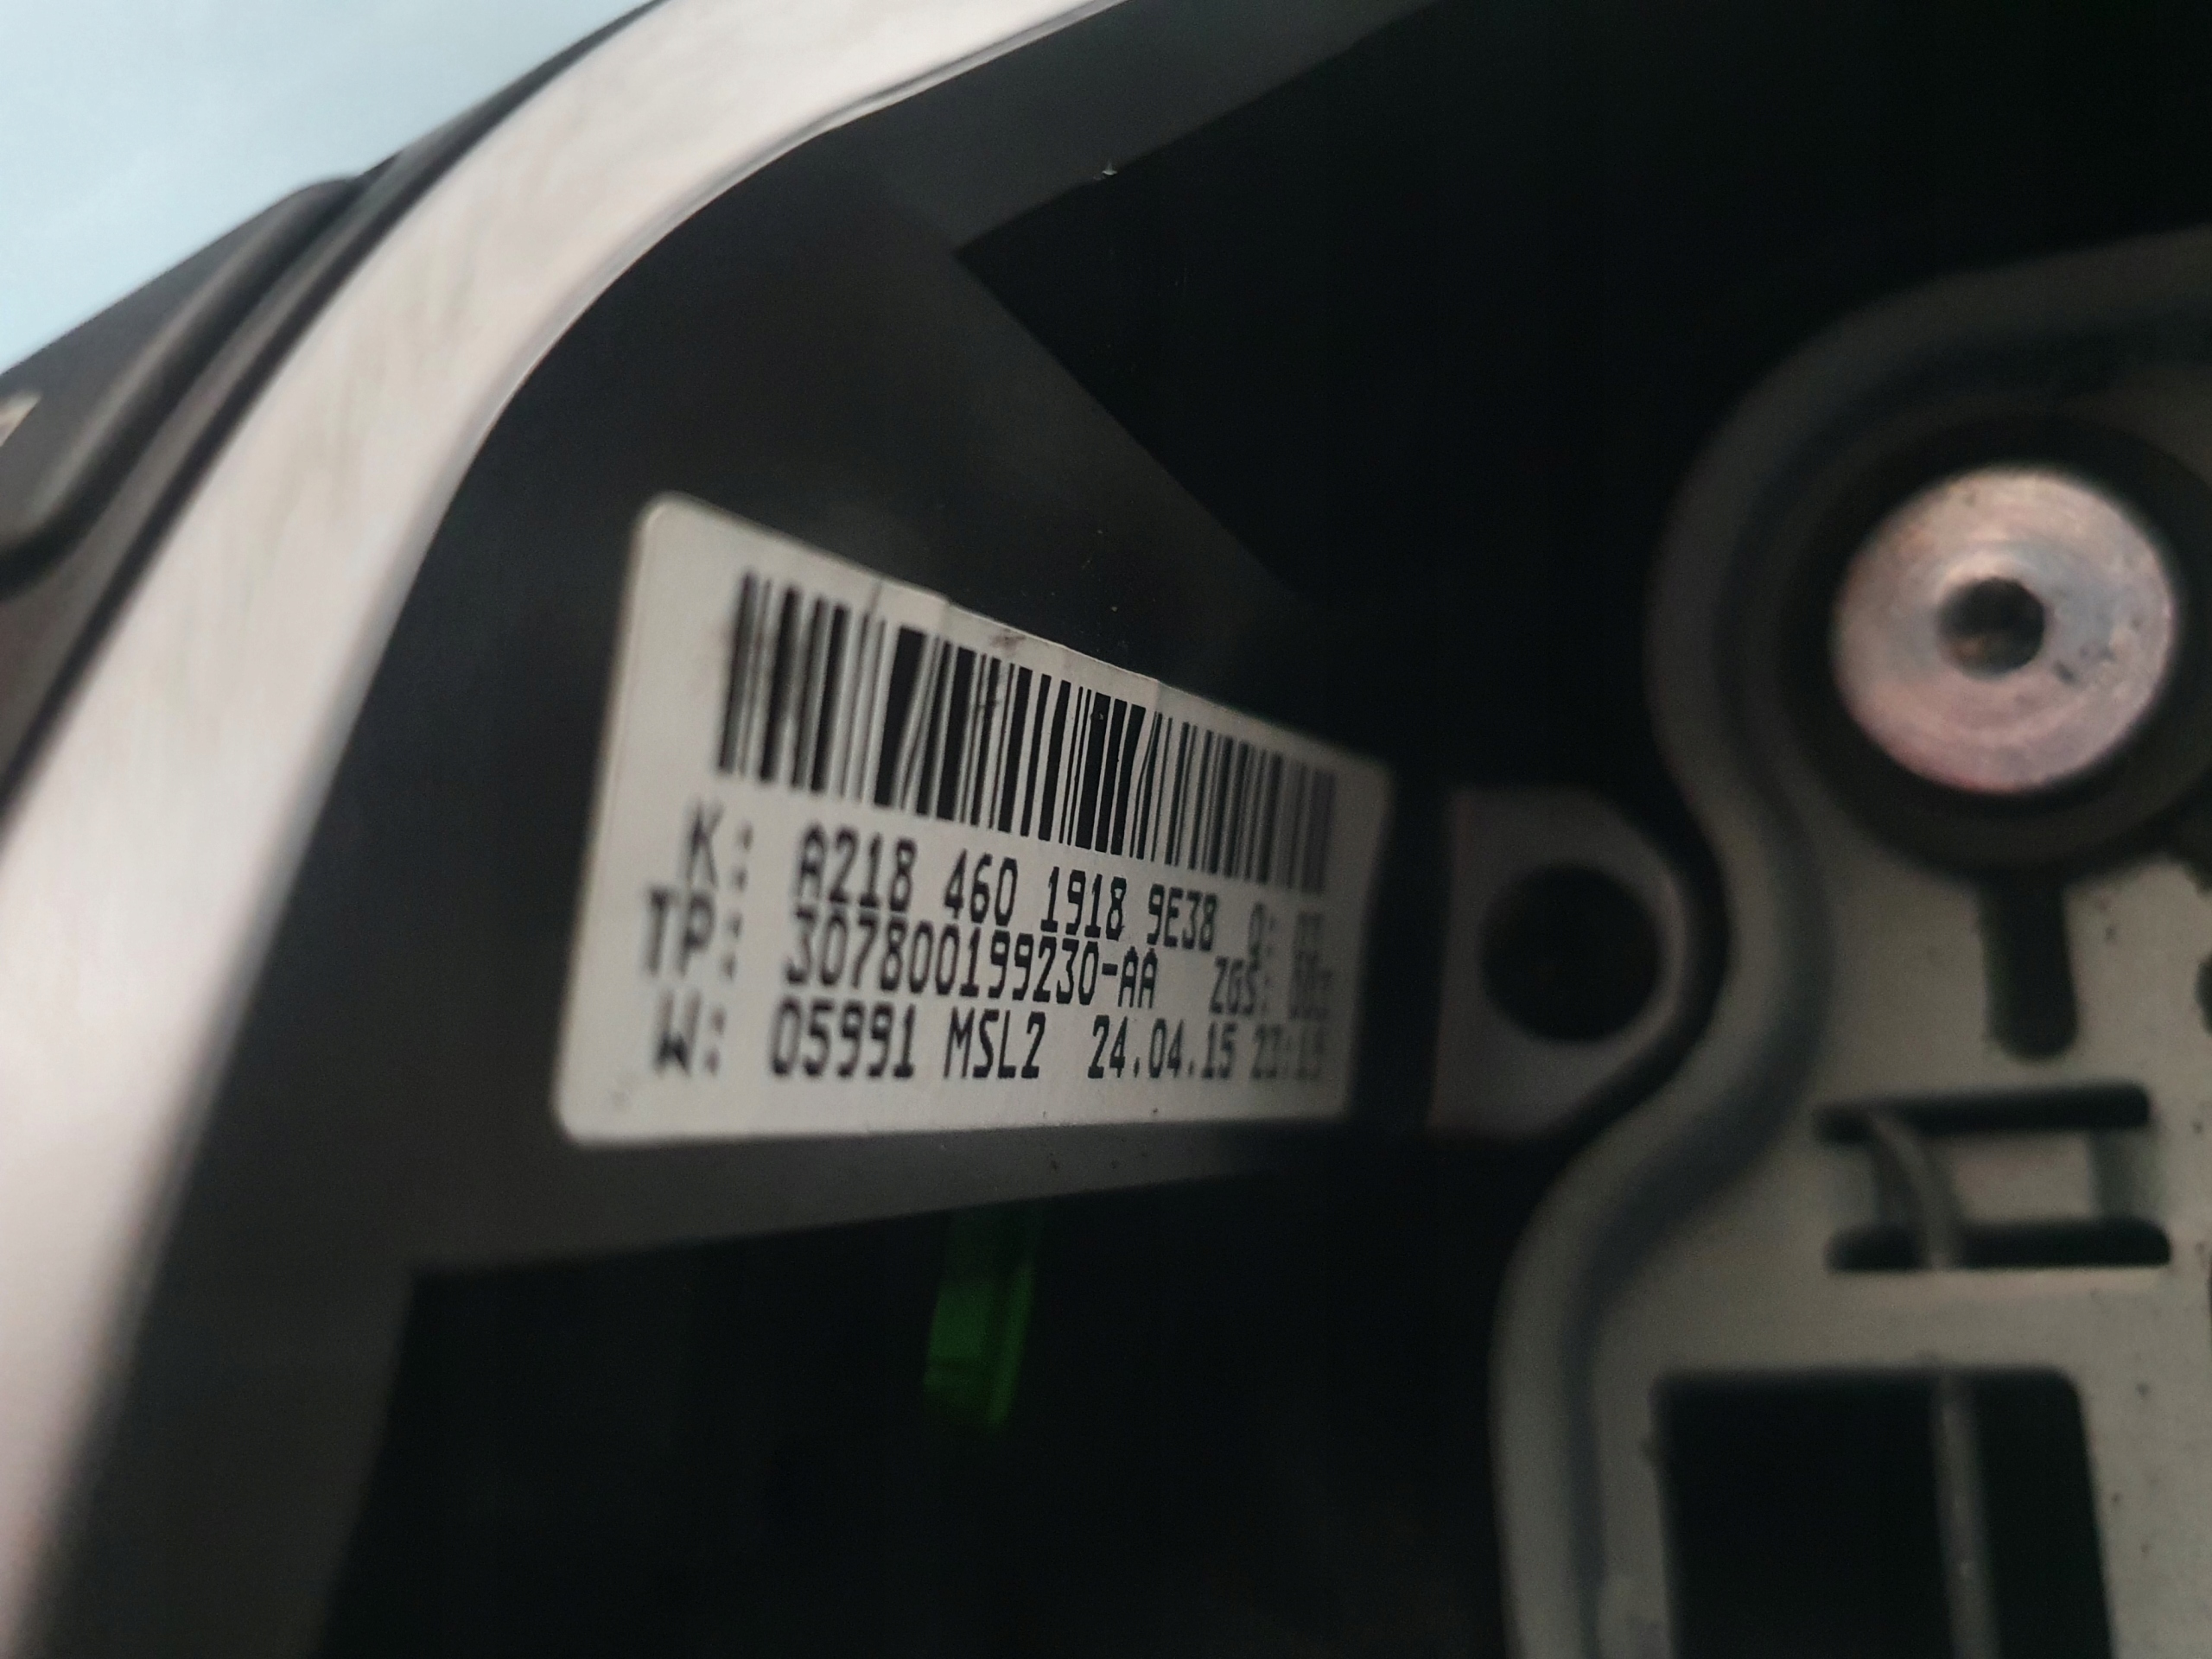 K: A218 460 1918 9E38 Q:
TP: 307800199230-AA ZGS:
W: 05991 MSL2 24.04.15